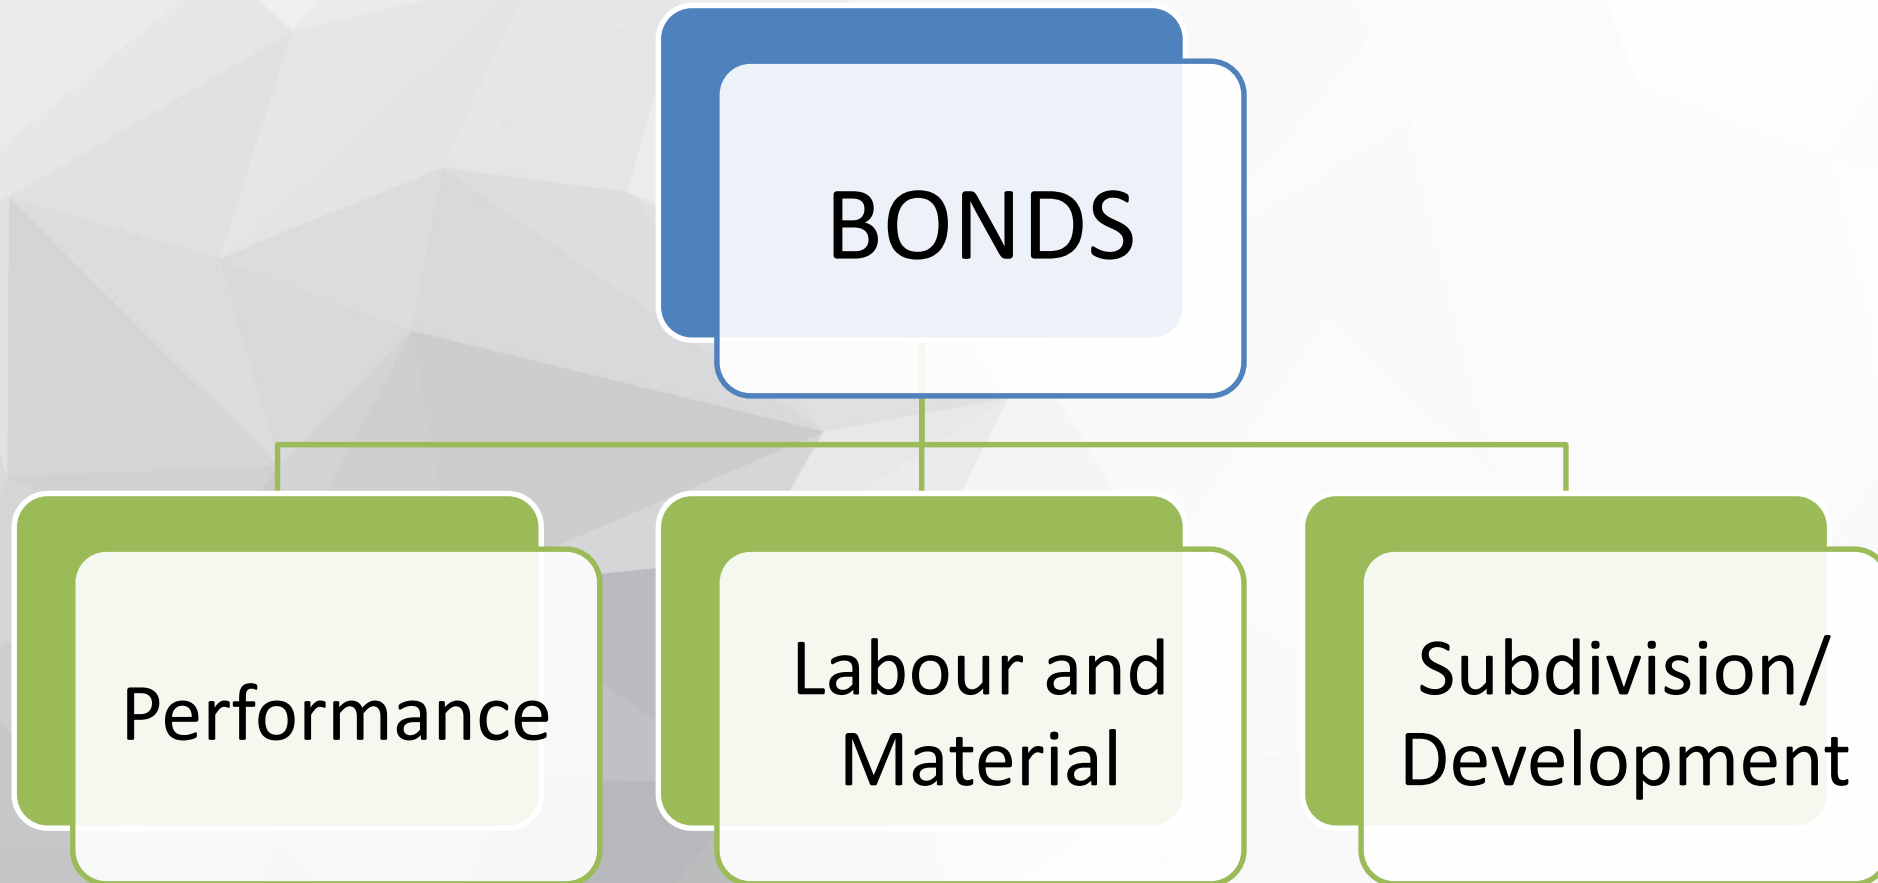 BONDS
Performance
Labour and
Material
Subdivision/
Development